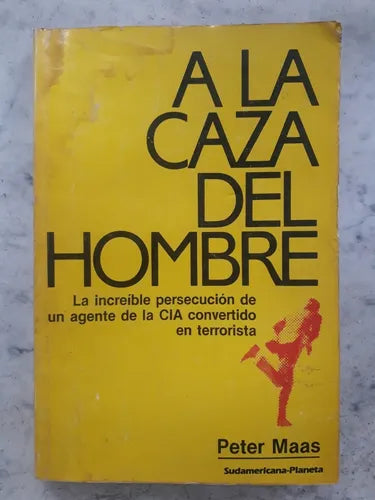 A LA
CAZA
DEL
HOMBRE
La increíble persecución de
un agente de la CIA convertido
en terrorista
Peter Maas
Sudamericana-Planeta